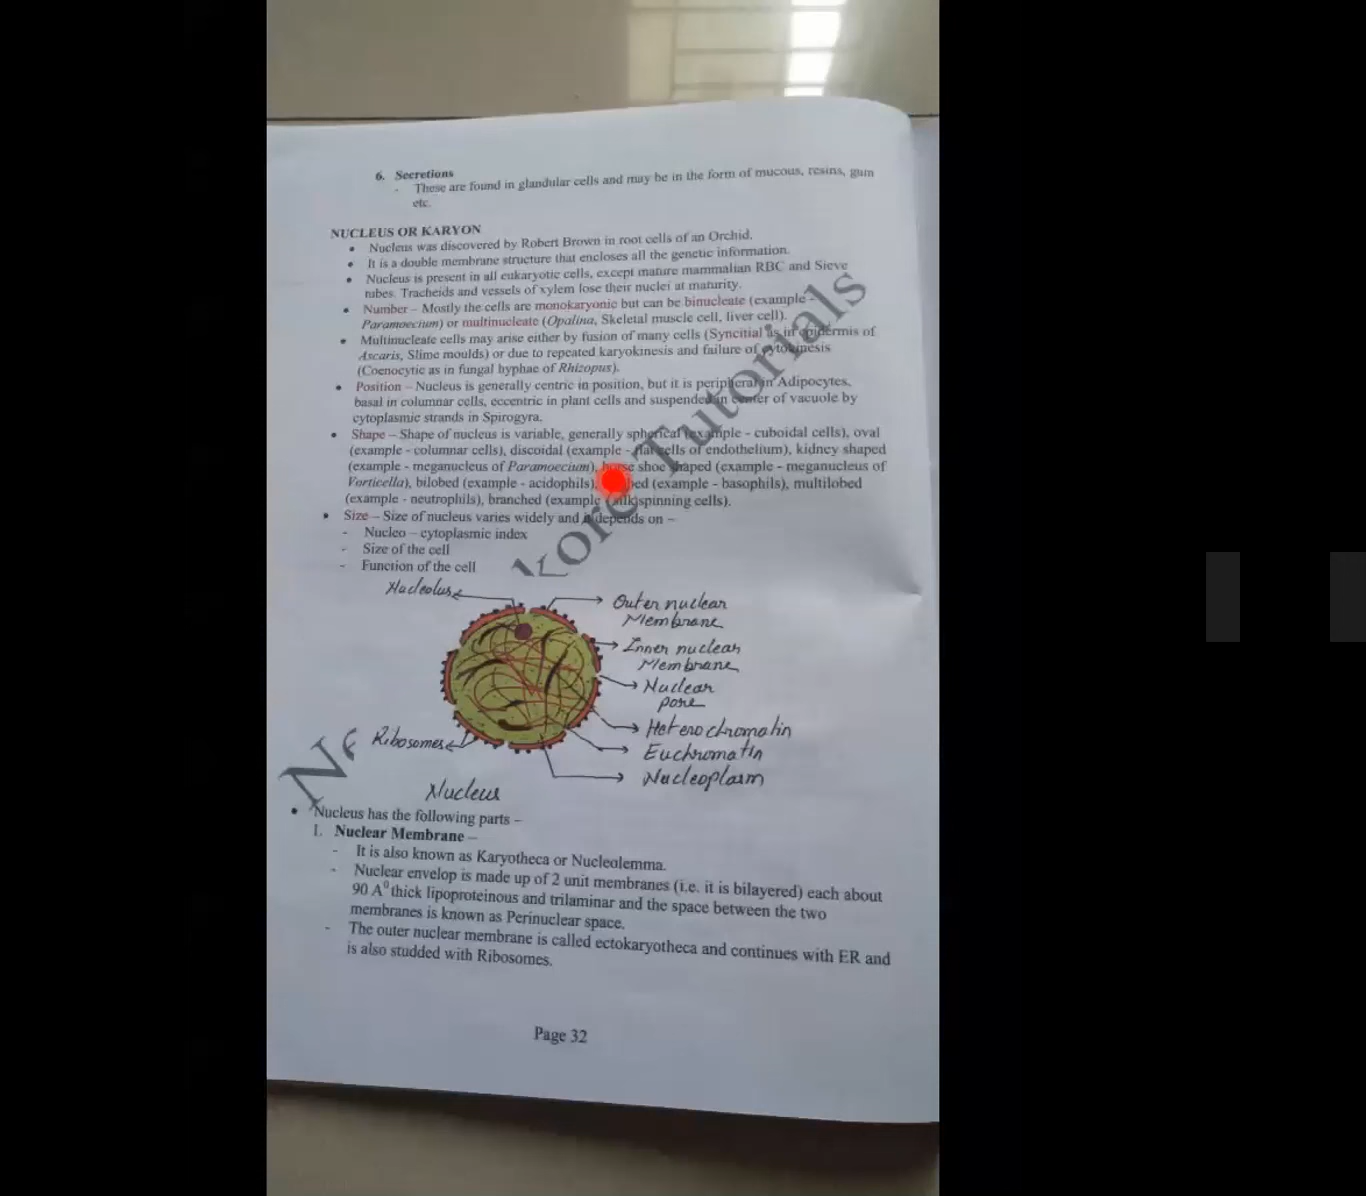 6. Secretions
- These are found in glandular cells and may be in the form of mucous, resins, gum
etc.
NUCLEUS OR KARYON
• Nucleus was discovered by Robert Brown in root cells of an Orchid.
• It is a double membrane structure that encloses all the genetic information.
• Nucleus is present in all eukaryotic cells, except mature mammalian RBC and Sieve
tubes. Tracheids and vessels of xylem lose their nuclei at maturity.
• Number – Mostly the cells are monokaryonic but can be binucleate (example -
Paramoecium) or multinucleate (Opalina, Skeletal muscle cell, liver cell).
• Multinucleate cells may arise either by fusion of many cells (Syncitial as in epidermis of
Ascaris, Slime moulds) or due to repeated karyokinesis and failure of cytokinesis
(Coenocytic as in fungal hyphae of Rhizopus).
• Position – Nucleus is generally centric in position, but it is peripheral in Adipocytes,
basal in columnar cells, eccentric in plant cells and suspended in center of vacuole by
cytoplasmic strands in Spirogyra.
• Shape – Shape of nucleus is variable, generally spherical (example - cuboidal cells), oval
(example - columnar cells), discoidal (example - flat cells of endothelium), kidney shaped
(example - meganucleus of Paramoecium), horse shoe shaped (example - meganucleus of
Vorticella), bilobed (example - acidophils), (example - basophils), multilobed
(example - neutrophils), branched (example - silk spinning cells).
• Size – Size of nucleus varies widely and it depends on –
- Nucleo – cytoplasmic index
- Size of the cell
- Function of the cell
Nucleolus
Outer nuclear
Membrane
Inner nuclear
Membrane
Nuclear
pore
Heterochromatin
Ribosomes
Euchromatin
Nucleoplasm
Nucleus
• Nucleus has the following parts –
I. Nuclear Membrane –
- It is also known as Karyotheca or Nucleolemma.
- Nuclear envelop is made up of 2 unit membranes (i.e. it is bilayered) each about
90 A⁰ thick lipoproteinous and trilaminar and the space between the two
membranes is known as Perinuclear space.
- The outer nuclear membrane is called ectokaryotheca and continues with ER and
is also studded with Ribosomes.
Page 32
Tutorials